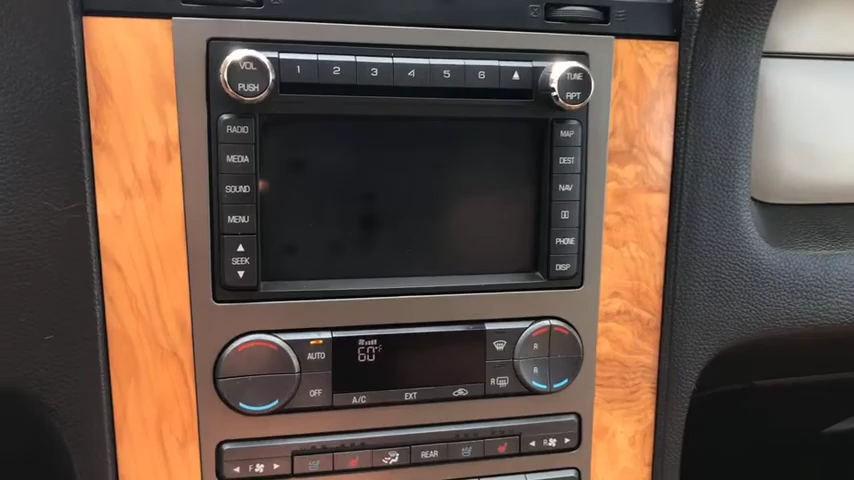 VOL
PUSH
1 2 3 4 5 6
TUNE
RPT
RADIO
MEDIA
SOUND
MENU
SEEK
MAP
DEST
NAV
PHONE
DISP
60°F
AUTO
OFF
A/C EXT
R
R
R
F REAR R